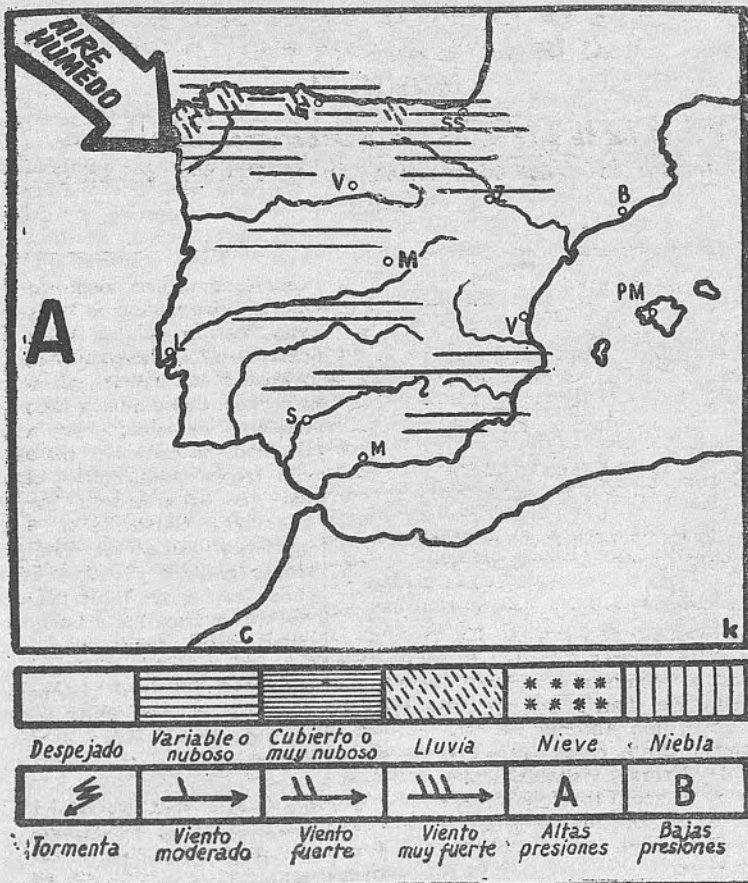 AIRE
HUMEDO
SS
V
Z
B
M
PM
A
V
L
S
M
C
k
Despejado
Variable o
nuboso
Cubierto o
muy nuboso
Lluvia
Nieve
Niebla
A
B
Tormenta
Viento
moderado
Viento
fuerte
Viento
muy fuerte
Altas
presiones
Bajas
presiones